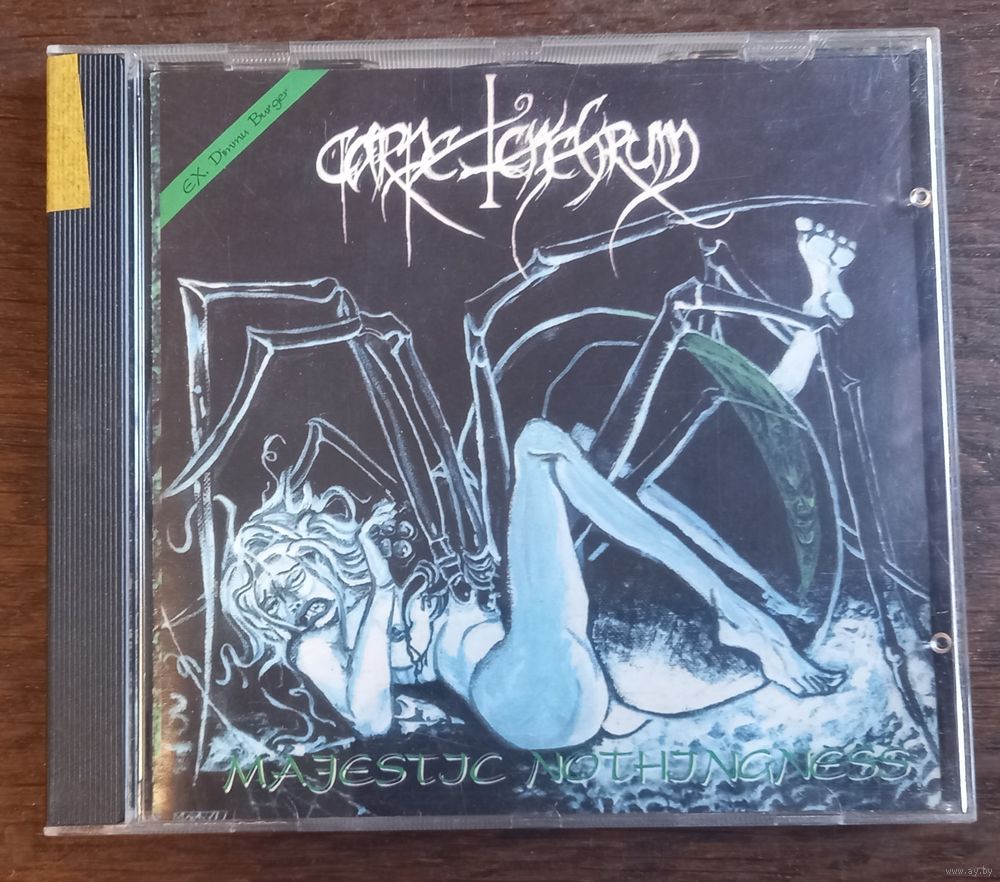 EX. Dimmu Burger
CARPE TENEBRUM
MAJESTIC NOTHINGNESS
www.ay.by